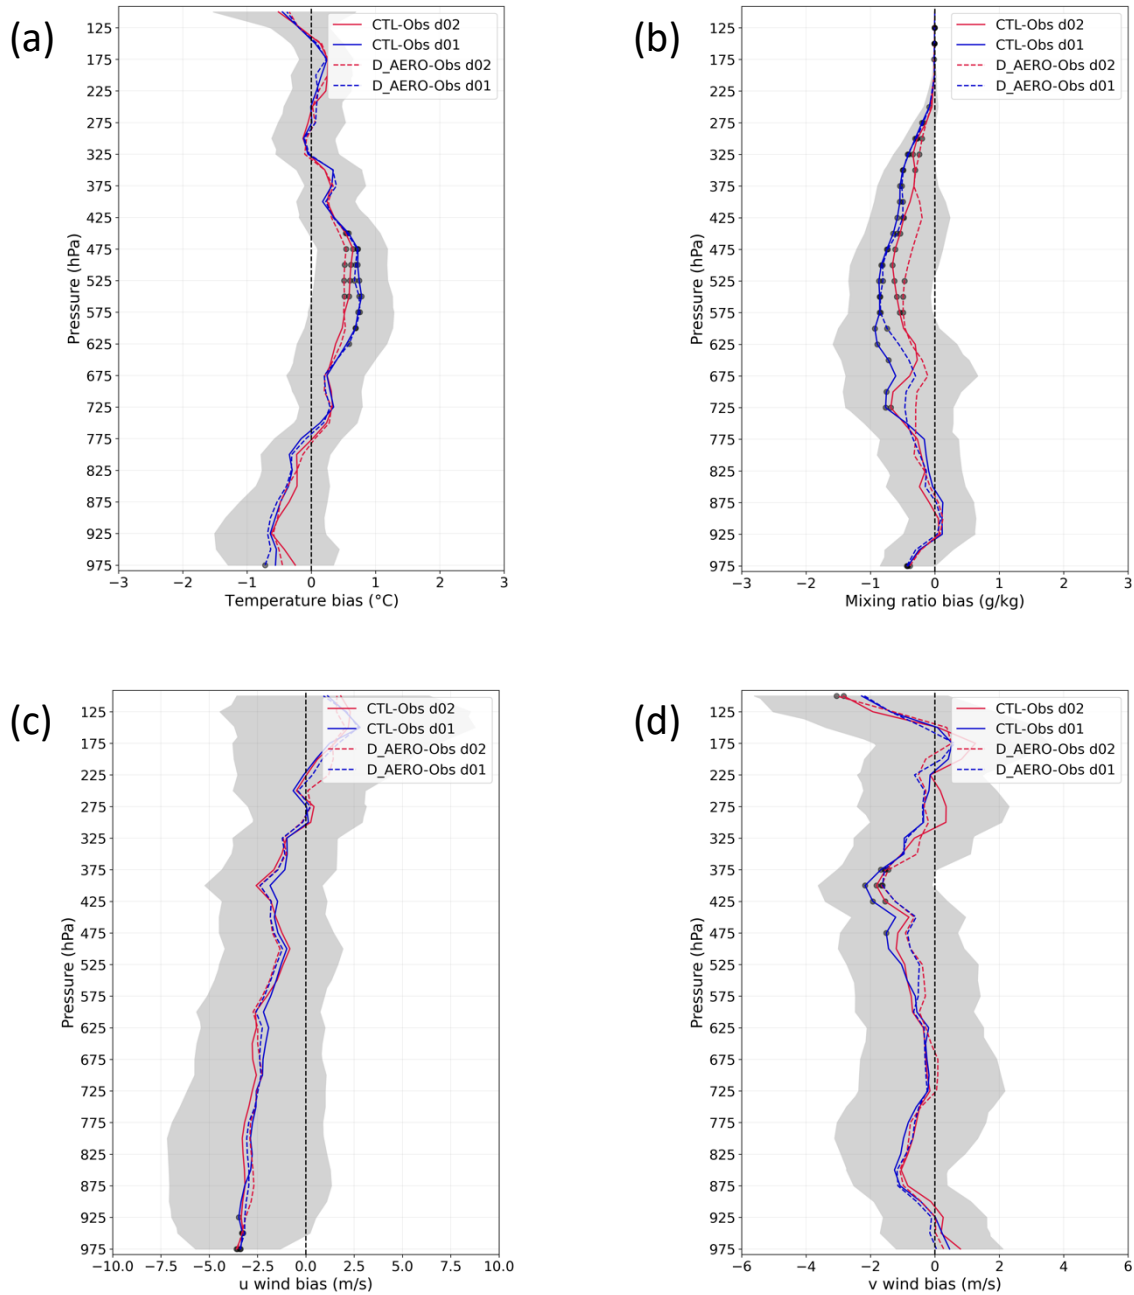 (a)
125
175
225
275
325
375
425
475
525
575
625
675
725
775
825
875
925
975
Pressure (hPa)
CTL-Obs d02
CTL-Obs d01
D_AERO-Obs d02
D_AERO-Obs d01
−3 −2 −1 0 1 2 3
Temperature bias (°C)
(b)
125
175
225
275
325
375
425
475
525
575
625
675
725
775
825
875
925
975
Pressure (hPa)
CTL-Obs d02
CTL-Obs d01
D_AERO-Obs d02
D_AERO-Obs d01
−3 −2 −1 0 1 2 3
Mixing ratio bias (g/kg)
(c)
125
175
225
275
325
375
425
475
525
575
625
675
725
775
825
875
925
975
Pressure (hPa)
CTL-Obs d02
CTL-Obs d01
D_AERO-Obs d02
D_AERO-Obs d01
−10.0 −7.5 −5.0 −2.5 0.0 2.5 5.0 7.5 10.0
u wind bias (m/s)
(d)
125
175
225
275
325
375
425
475
525
575
625
675
725
775
825
875
925
975
Pressure (hPa)
CTL-Obs d02
CTL-Obs d01
D_AERO-Obs d02
D_AERO-Obs d01
−6 −4 −2 0 2 4 6
v wind bias (m/s)